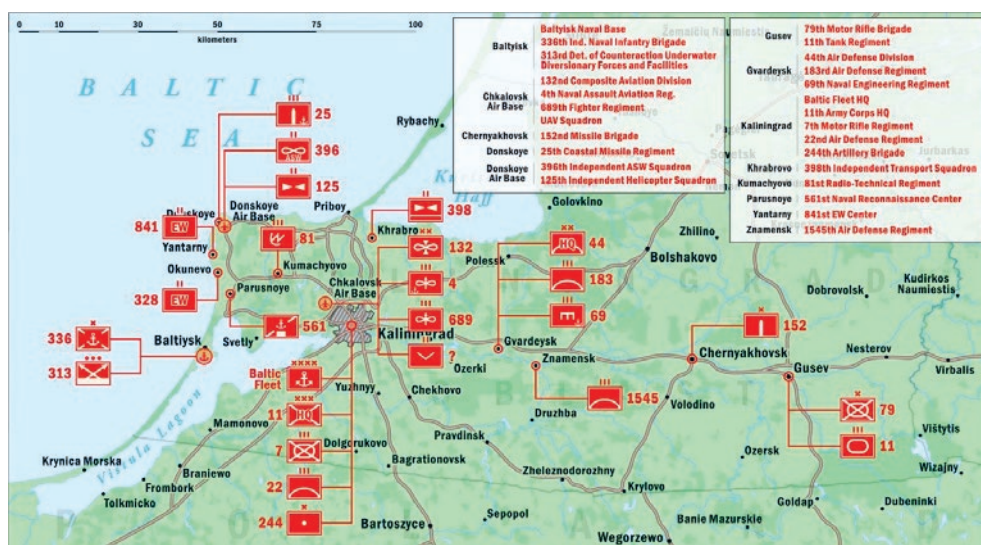 0 10 25 50 75 100
kilometers
BALTIC
SEA
Rybachy
Baltyisk
Baltyisk Naval Base
336th Ind. Naval Infantry Brigade
313rd Det. of Counteraction Underwater
Diversionary Forces and Facilities
Chkalovsk
Air Base
132nd Composite Aviation Division
4th Naval Assault Aviation Reg.
689th Fighter Regiment
UAV Squadron
Chernyakhovsk
152nd Missile Brigade
Donskoye
25th Coastal Missile Regiment
Donskoye
Air Base
396th Independent ASW Squadron
125th Independent Helicopter Squadron
Gusev
79th Motor Rifle Brigade
11th Tank Regiment
Gvardeysk
44th Air Defense Division
183rd Air Defense Regiment
69th Naval Engineering Regiment
Kaliningrad
Baltic Fleet HQ
11th Army Corps HQ
7th Motor Rifle Regiment
22nd Air Defense Regiment
244th Artillery Brigade
Khrabrovo
398th Independent Transport Squadron
Kumachyovo
81st Radio-Technical Regiment
Parusnoye
561st Naval Reconnaissance Center
Yantarny
841st EW Center
Znamensk
1545th Air Defense Regiment
25
396
ASW
125
841
EW
Donskoye
Air Base
Priboy
398
Khrabro
Golovkino
Yantarny
81
132
44
HQ
Zhilino
Okunevo
Kumachyovo
Polessk
Bolshakovo
Chkalovsk
Air Base
4
183
Dobrovolsk
Kudirkos
Naumiestis
328
EW
Parusnoye
561
689
69
152
336
Baltiysk
Svetly
Kaliningrad
Gvardeysk
Chernyakhovsk
Nesterov
Virbalis
313
?
Ozerki
Znamensk
Gusev
Baltic
Fleet
Yuzhnyy
Chekhovo
1545
Volodino
79
11
HQ
Druzhba
Mamonovo
7
Dolgorukovo
Pravdinsk
11
Vištytis
Vistula Lagoon
Krynica Morska
Braniewo
Bagrationovsk
Ozersk
Wizajny
Tolkmicko
Frombork
22
Zheleznodorozhny
Krylovo
Goldap
Dubeninki
244
Bartoszyce
Sepopol
Banie Mazurskie
Wegorzewo